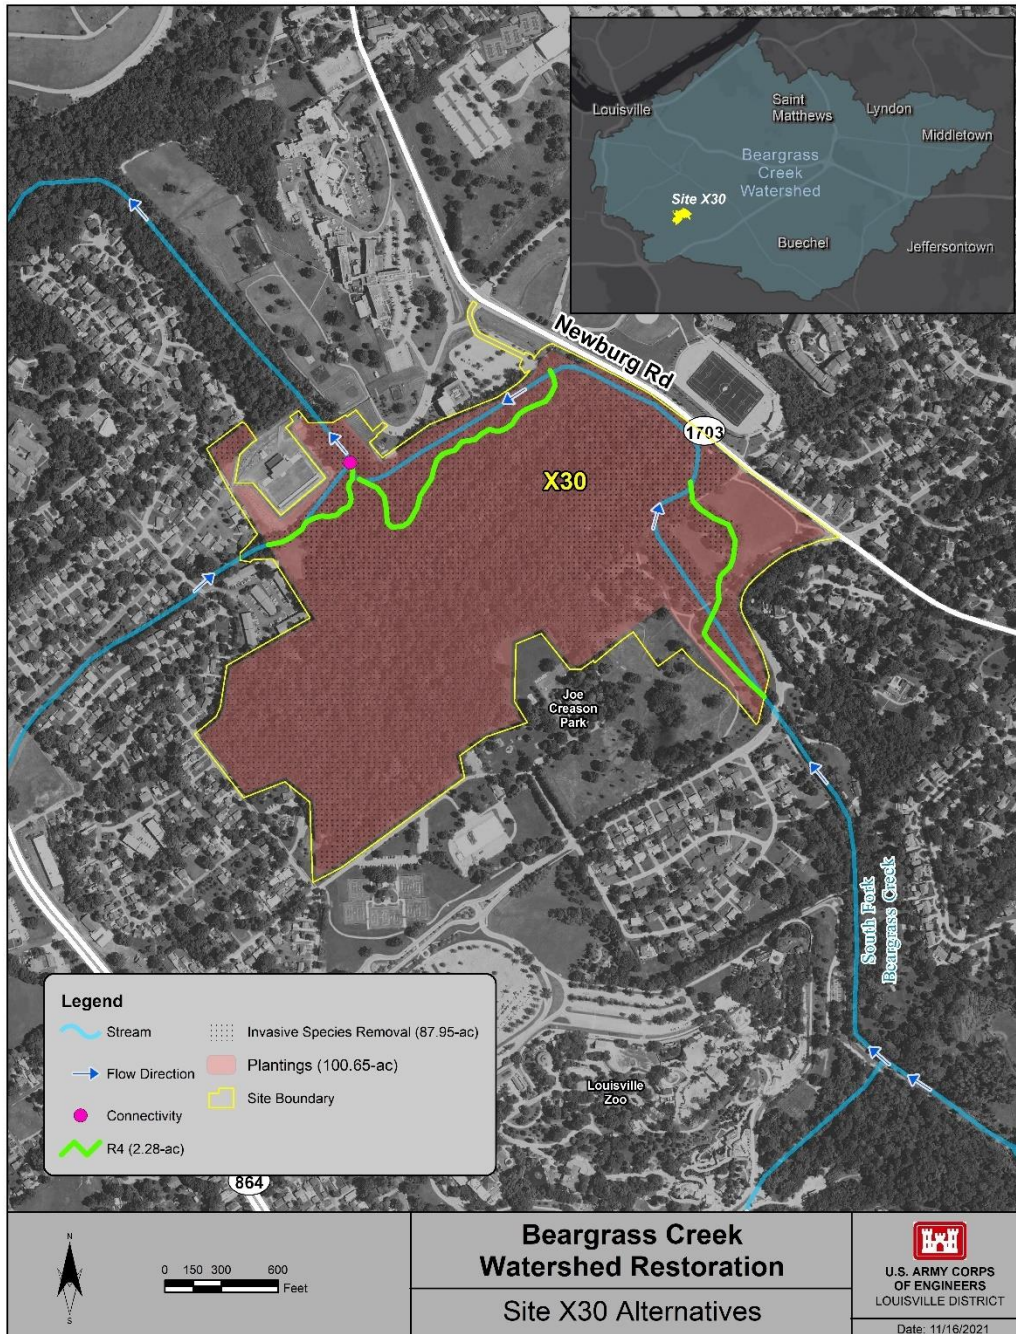 Louisville
Saint
Matthews
Lyndon
Middletown
Beargrass
Creek
Watershed
Site X30
Buechel
Jeffersontown
Newburg Rd
1703
X30
Joe
Creason
Park
South Fork
Beargrass Creek
Louisville
Zoo
Legend
Stream
Flow Direction
Connectivity
R4 (2.28-ac)
Invasive Species Removal (87.95-ac)
Plantings (100.65-ac)
Site Boundary
864
N
S
0 150 300 600
Feet
Beargrass Creek
Watershed Restoration
Site X30 Alternatives
U.S. ARMY CORPS
OF ENGINEERS
LOUISVILLE DISTRICT
Date: 11/16/2021